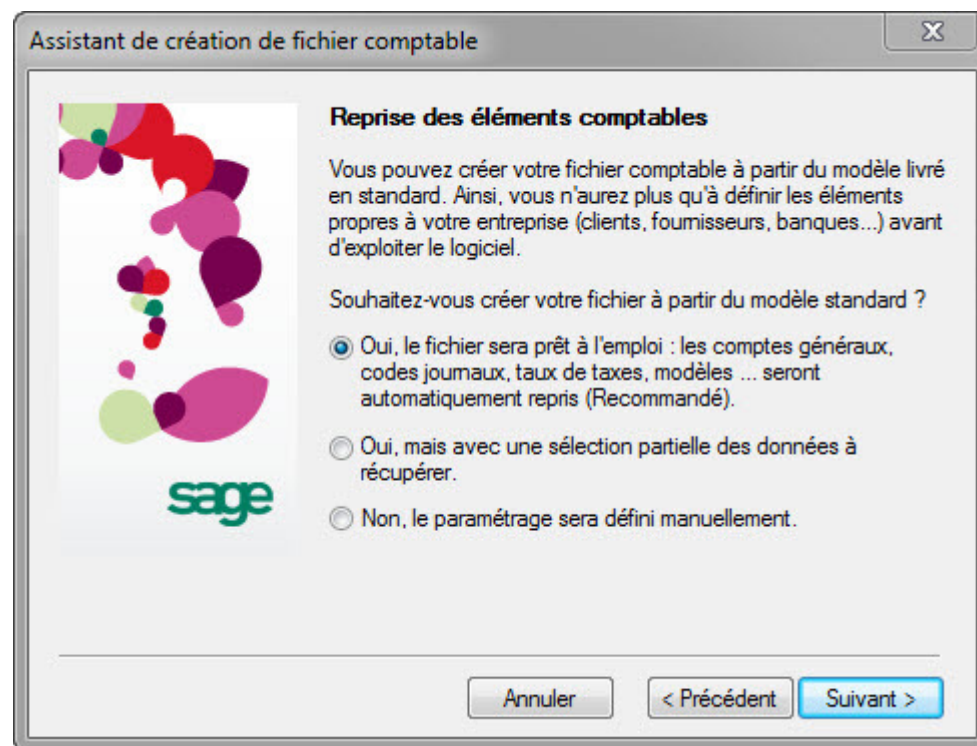 Assistant de création de fichier comptable
Reprise des éléments comptables
Vous pouvez créer votre fichier comptable à partir du modèle livré
en standard. Ainsi, vous n'aurez plus qu'à définir les éléments
propres à votre entreprise (clients, fournisseurs, banques...) avant
d'exploiter le logiciel.
Souhaitez-vous créer votre fichier à partir du modèle standard ?
Oui, le fichier sera prêt à l'emploi : les comptes généraux,
codes journaux, taux de taxes, modèles ... seront
automatiquement repris (Recommandé).
Oui, mais avec une sélection partielle des données à
récupérer.
Non, le paramétrage sera défini manuellement.
sage
Annuler
< Précédent
Suivant >